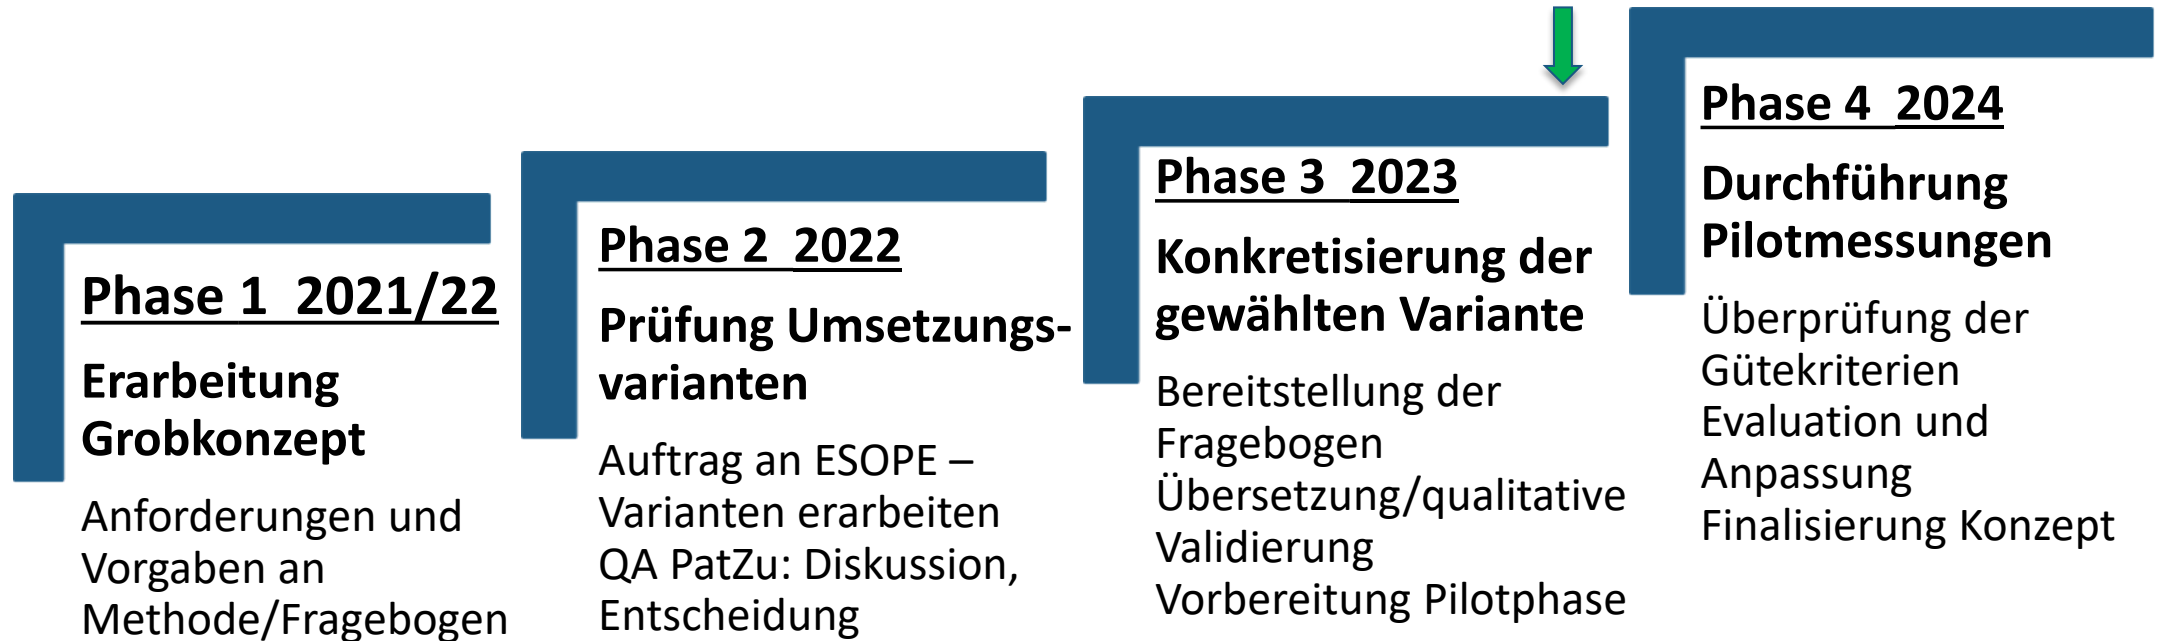 Phase 1  2021/22
Erarbeitung
Grobkonzept
Anforderungen und
Vorgaben an
Methode/Fragebogen
Phase 2  2022
Prüfung Umsetzungs-
varianten
Auftrag an ESOPE –
Varianten erarbeiten
QA PatZu: Diskussion,
Entscheidung
Phase 3  2023
Konkretisierung der
gewählten Variante
Bereitstellung der
Fragebogen
Übersetzung/qualitative
Validierung
Vorbereitung Pilotphase
Phase 4  2024
Durchführung
Pilotmessungen
Überprüfung der
Gütekriterien
Evaluation und
Anpassung
Finalisierung Konzept